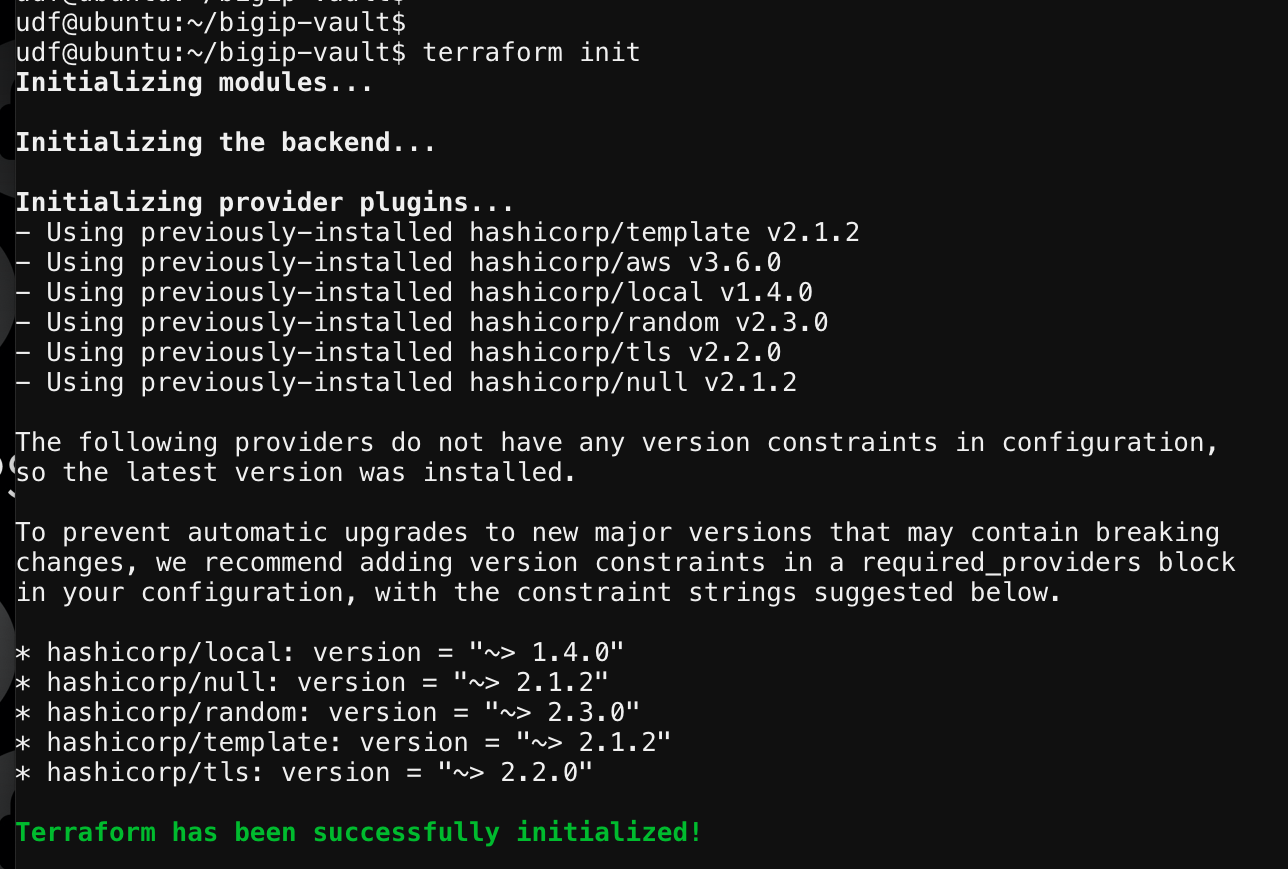 udf@ubuntu:~/bigip-vault$
udf@ubuntu:~/bigip-vault$
udf@ubuntu:~/bigip-vault$ terraform init
Initializing modules...
Initializing the backend...
Initializing provider plugins...
- Using previously-installed hashicorp/template v2.1.2
- Using previously-installed hashicorp/aws v3.6.0
- Using previously-installed hashicorp/local v1.4.0
- Using previously-installed hashicorp/random v2.3.0
- Using previously-installed hashicorp/tls v2.2.0
- Using previously-installed hashicorp/null v2.1.2
The following providers do not have any version constraints in configuration,
so the latest version was installed.
To prevent automatic upgrades to new major versions that may contain breaking
changes, we recommend adding version constraints in a required_providers block
in your configuration, with the constraint strings suggested below.
* hashicorp/local: version = "~> 1.4.0"
* hashicorp/null: version = "~> 2.1.2"
* hashicorp/random: version = "~> 2.3.0"
* hashicorp/template: version = "~> 2.1.2"
* hashicorp/tls: version = "~> 2.2.0"
Terraform has been successfully initialized!